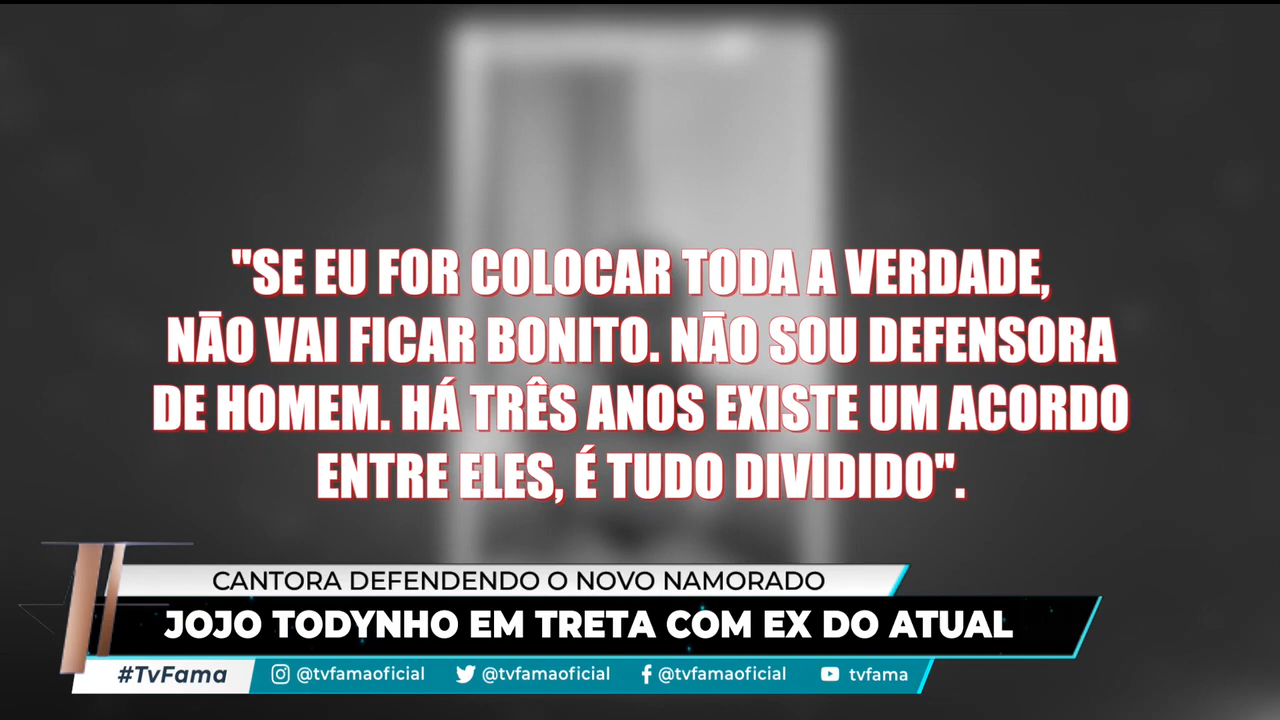 "SE EU FOR COLOCAR TODA A VERDADE,
NÃO VAI FICAR BONITO. NÃO SOU DEFENSORA
DE HOMEM. HÁ TRÊS ANOS EXISTE UM ACORDO
ENTRE ELES, É TUDO DIVIDIDO".
CANTORA DEFENDENDO O NOVO NAMORADO
JOJO TODYNHO EM TRETA COM EX DO ATUAL
#TvFama @tvfamaoficial @tvfamaoficial @tvfamaoficial tvfama